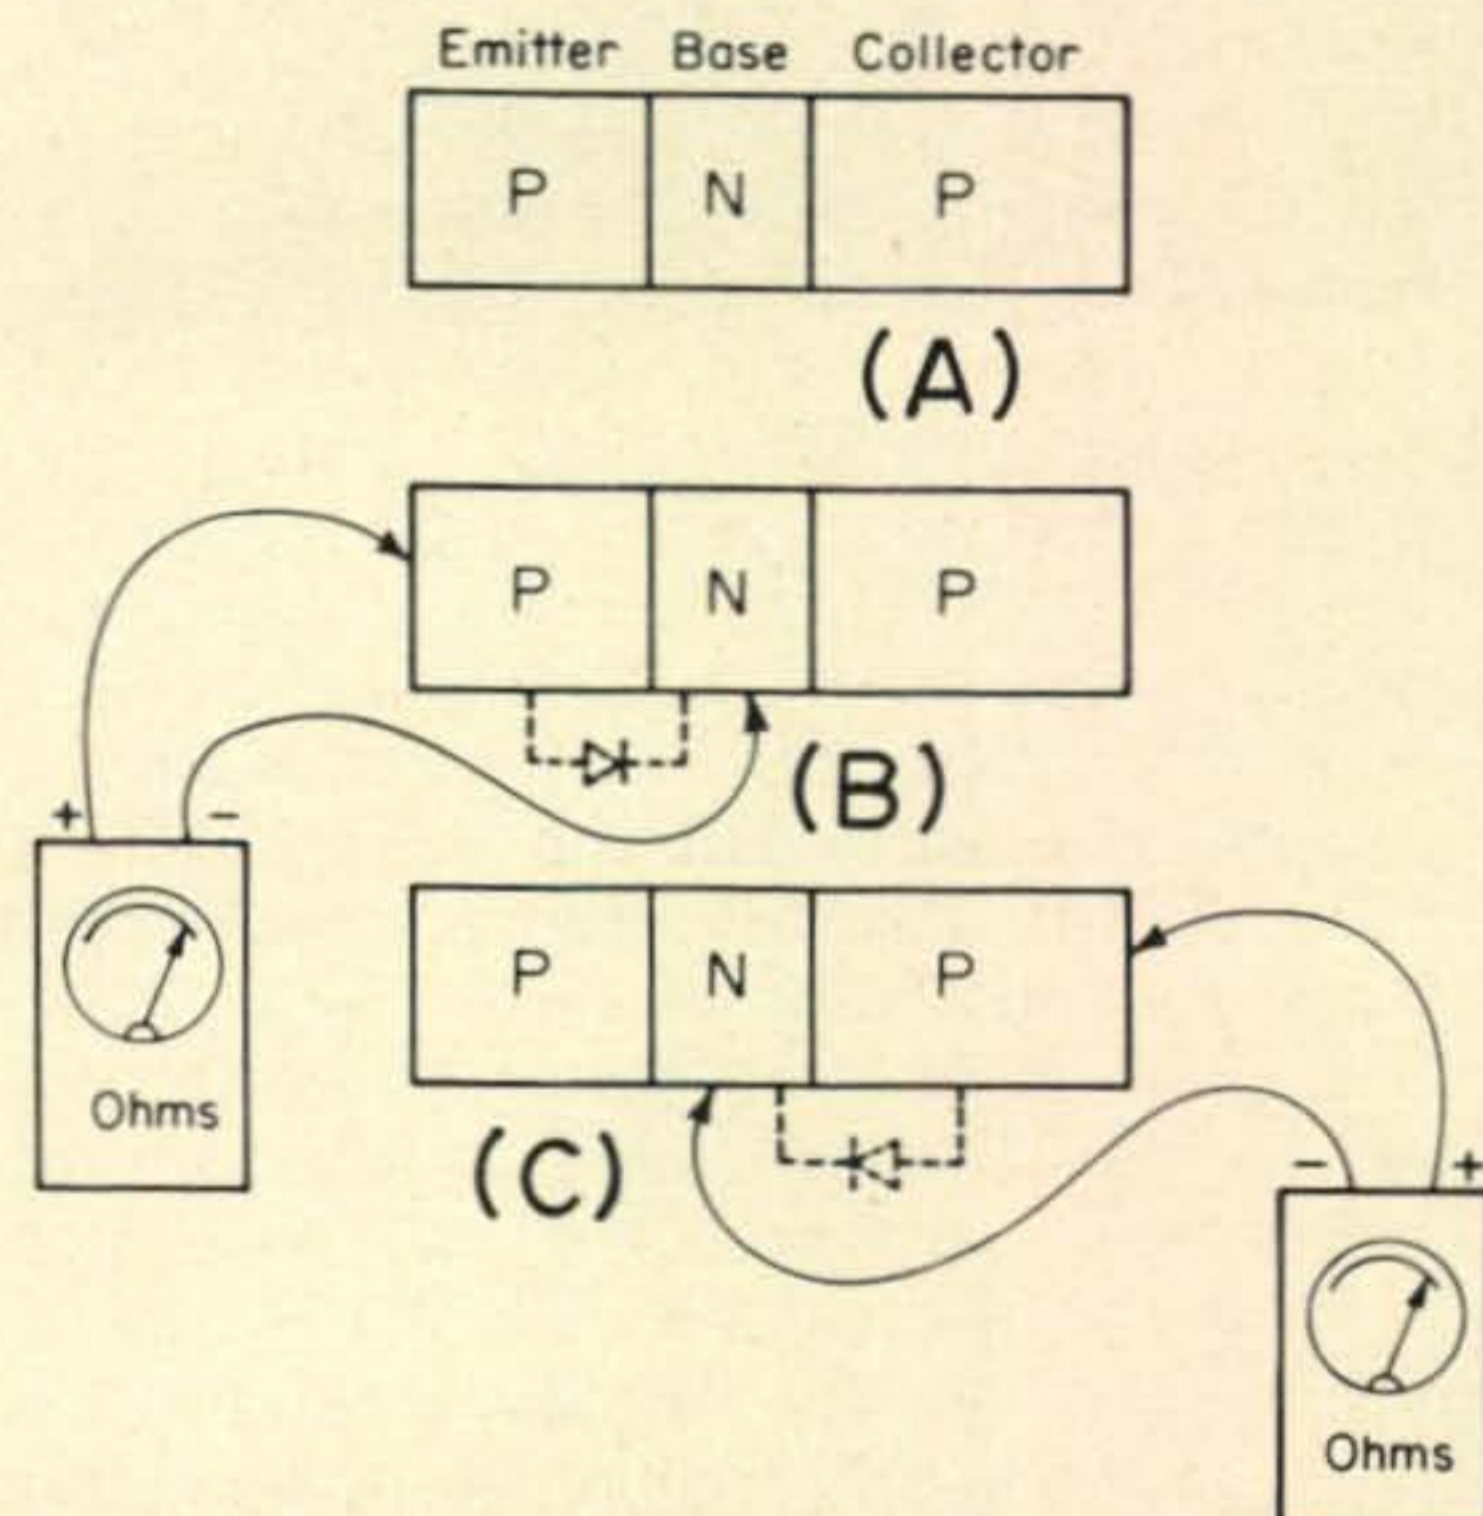 Emitter Base Collector
P N P
(A)
P N P
(B)
+ −
Ohms
P N P
(C)
− +
Ohms